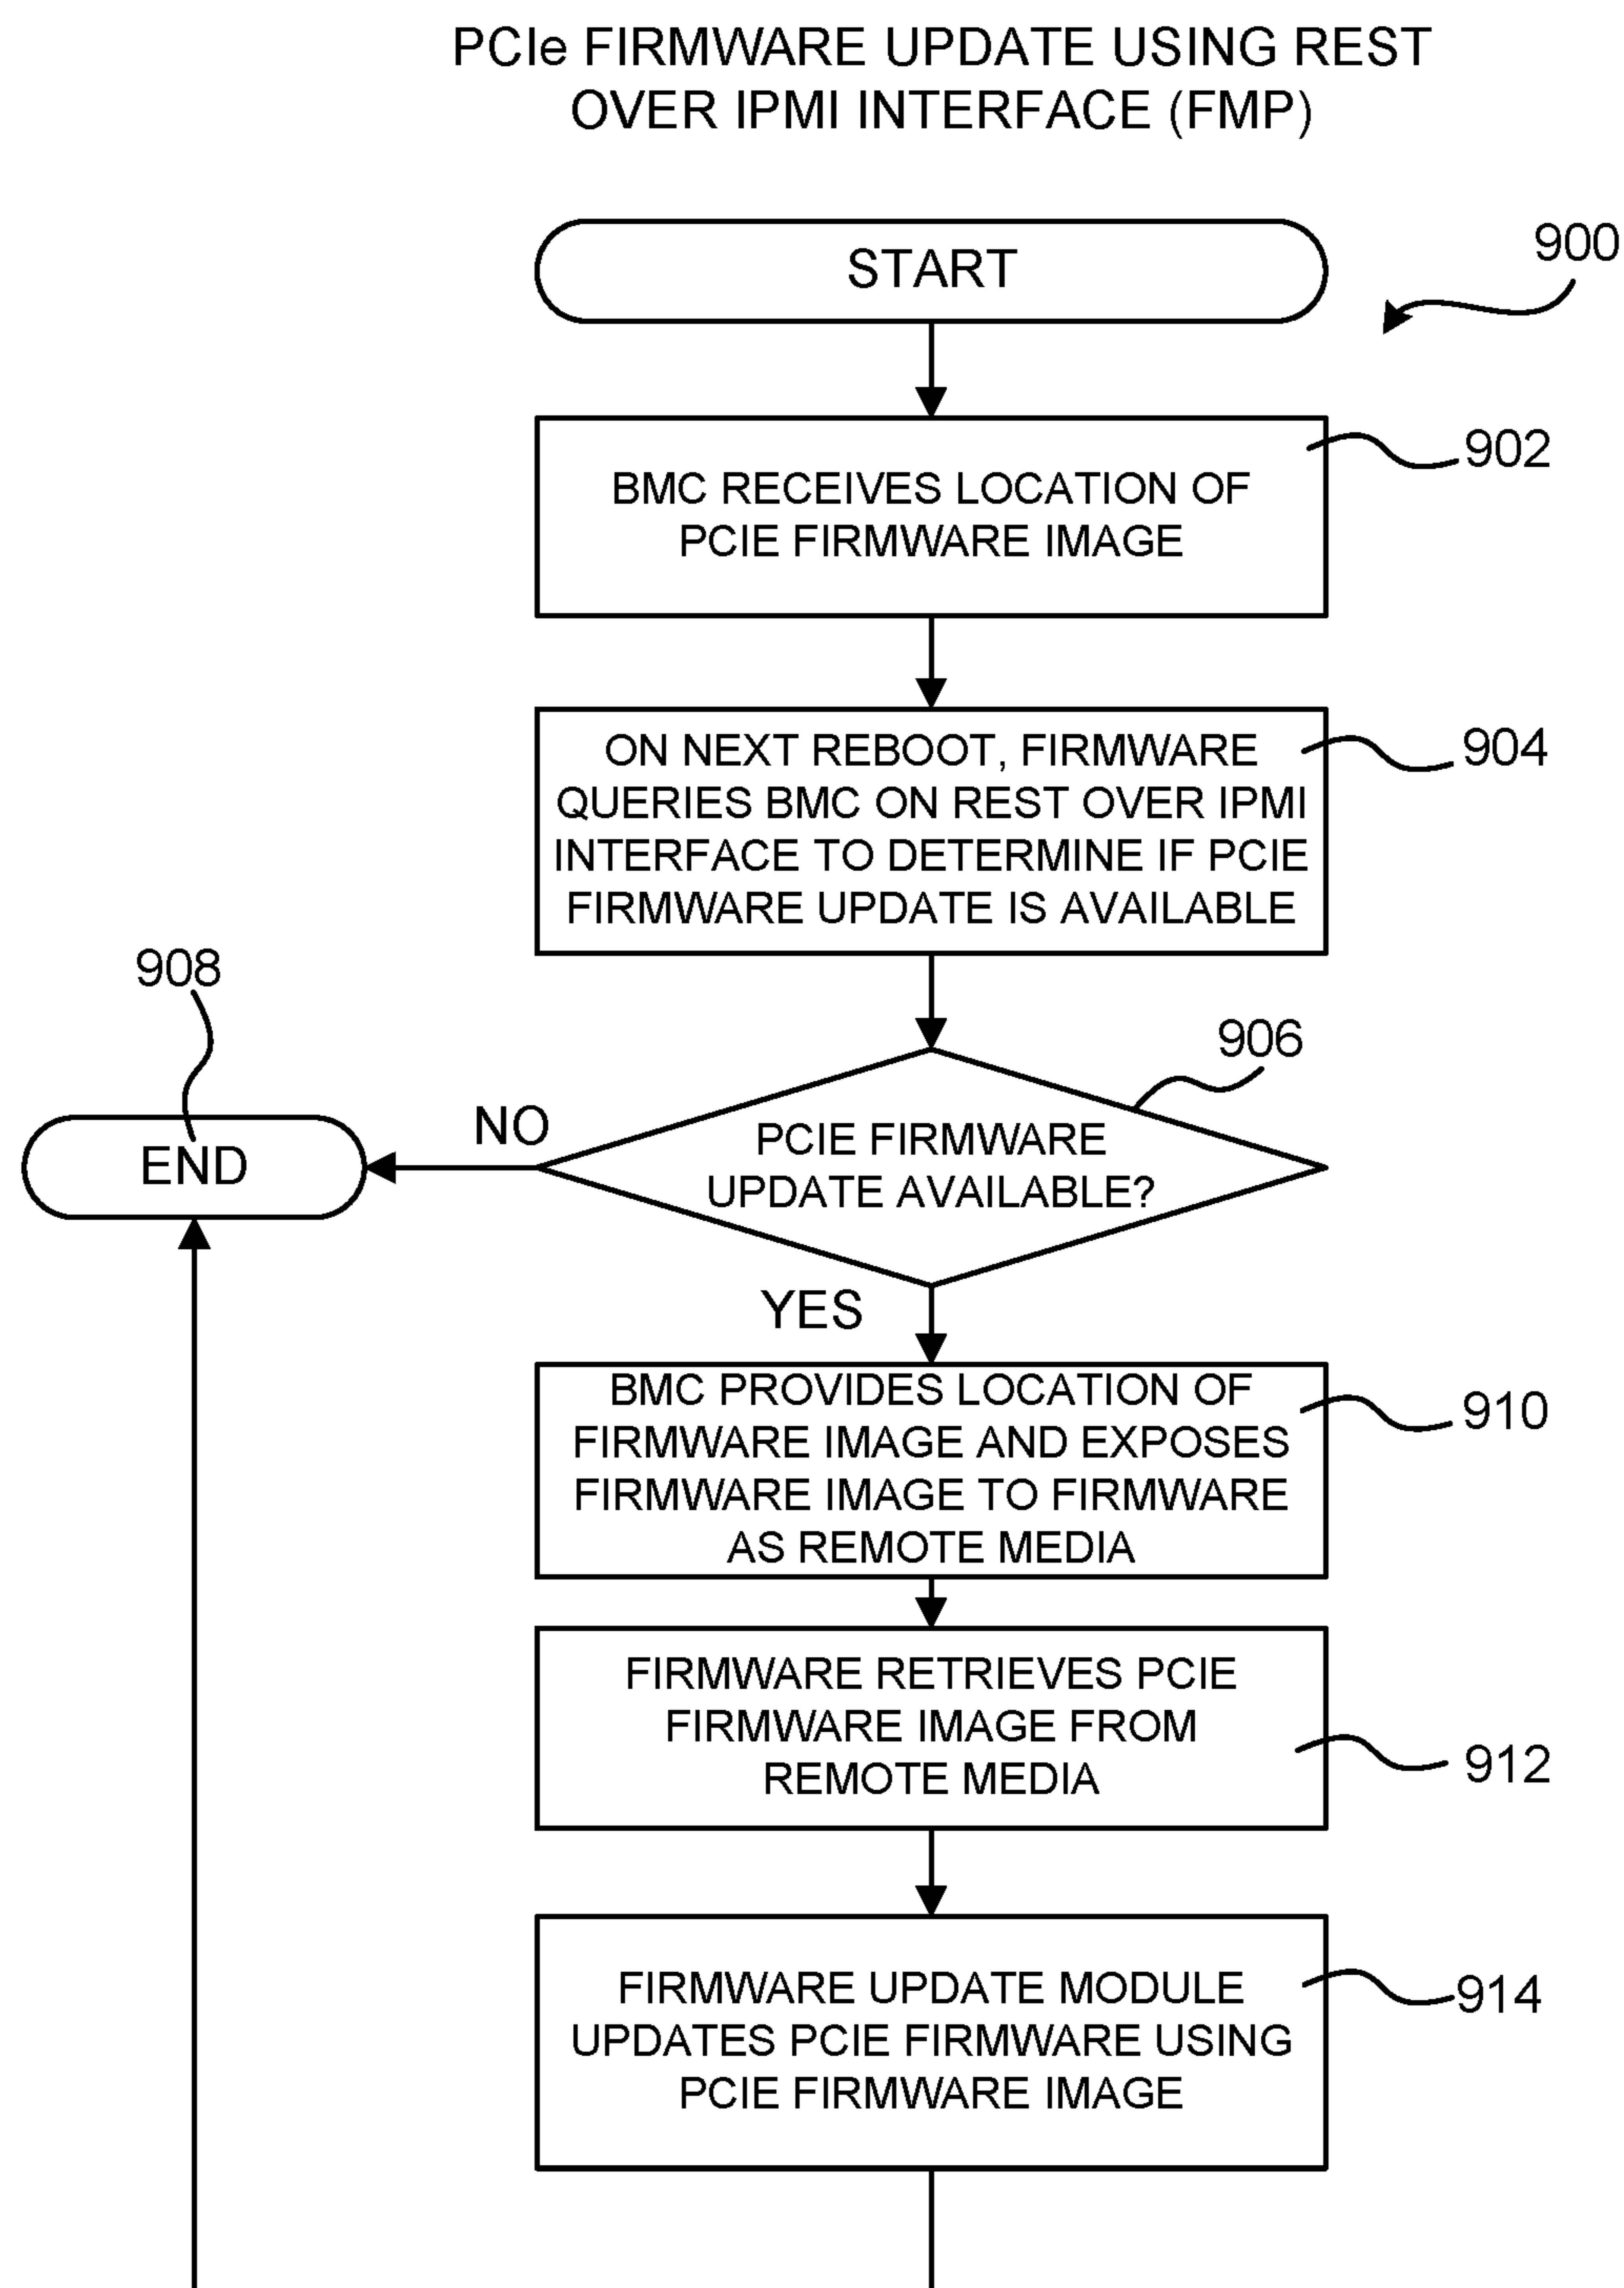 PCIe FIRMWARE UPDATE USING REST
OVER IPMI INTERFACE (FMP)
START
900
BMC RECEIVES LOCATION OF
PCIE FIRMWARE IMAGE
902
ON NEXT REBOOT, FIRMWARE
QUERIES BMC ON REST OVER IPMI
INTERFACE TO DETERMINE IF PCIE
FIRMWARE UPDATE IS AVAILABLE
904
908
END
NO
906
PCIE FIRMWARE
UPDATE AVAILABLE?
YES
BMC PROVIDES LOCATION OF
FIRMWARE IMAGE AND EXPOSES
FIRMWARE IMAGE TO FIRMWARE
AS REMOTE MEDIA
910
FIRMWARE RETRIEVES PCIE
FIRMWARE IMAGE FROM
REMOTE MEDIA
912
FIRMWARE UPDATE MODULE
UPDATES PCIE FIRMWARE USING
PCIE FIRMWARE IMAGE
914